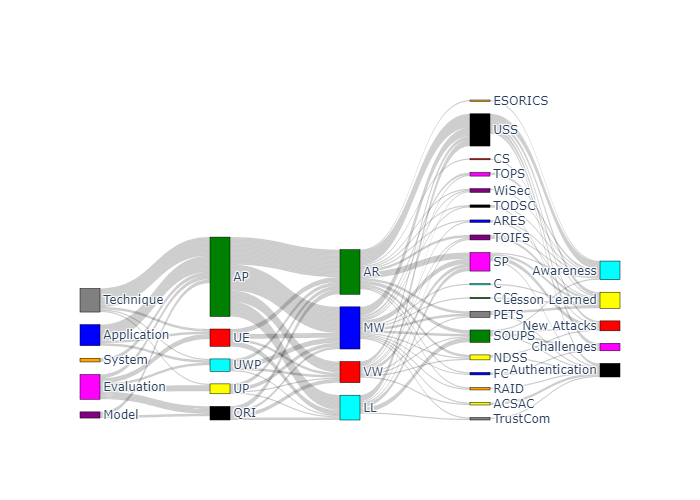 Technique
Application
System
Evaluation
Model
AP
UE
UWP
UP
QRI
AR
MW
VW
LL
ESORICS
USS
CS
TOPS
WiSec
TODSC
ARES
TOIFS
SP
C
PETS
SOUPS
NDSS
FC
RAID
ACSAC
TrustCom
Awareness
Lesson Learned
New Attacks
Challenges
Authentication